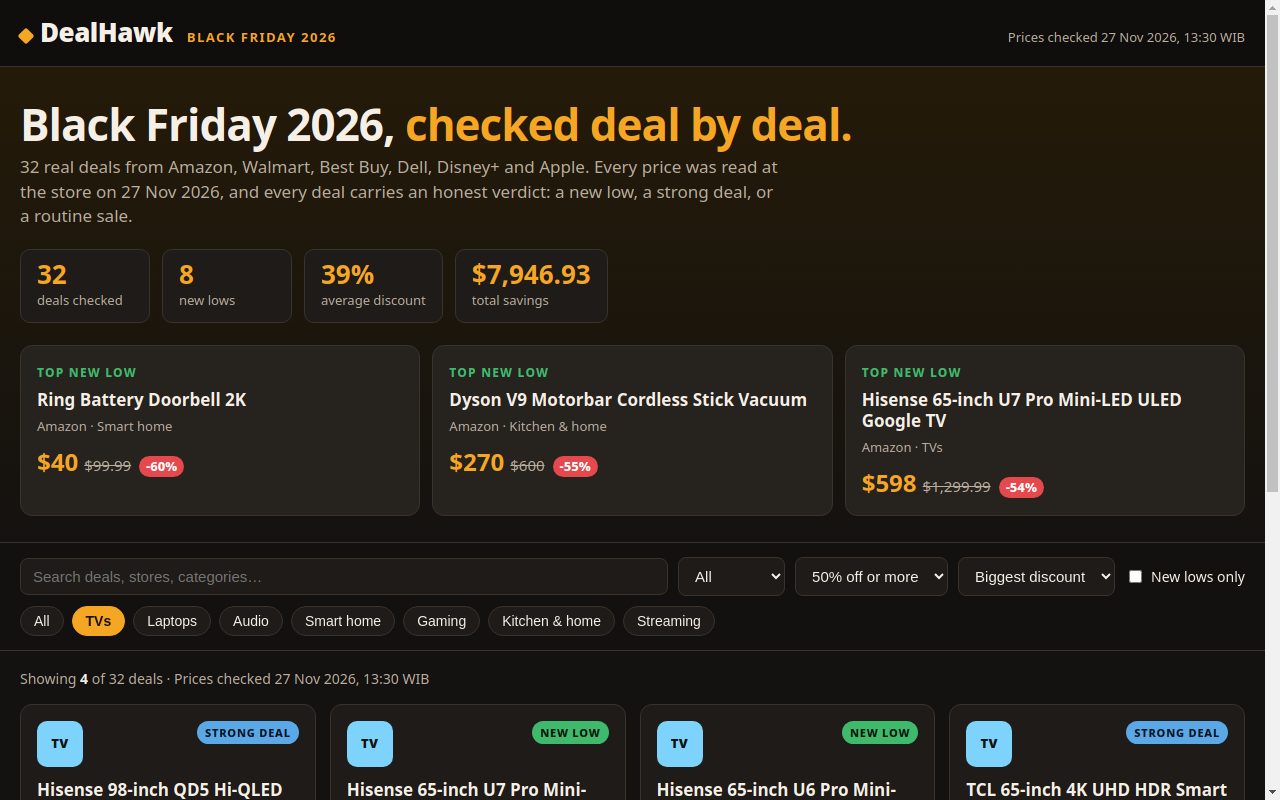 DealHawk BLACK FRIDAY 2026
Prices checked 27 Nov 2026, 13:30 WIB
Black Friday 2026, checked deal by deal.
32 real deals from Amazon, Walmart, Best Buy, Dell, Disney+ and Apple. Every price was read at
the store on 27 Nov 2026, and every deal carries an honest verdict: a new low, a strong deal, or
a routine sale.
32
deals checked
8
new lows
39%
average discount
$7,946.93
total savings
TOP NEW LOW
Ring Battery Doorbell 2K
Amazon · Smart home
$40 $99.99 -60%
TOP NEW LOW
Dyson V9 Motorbar Cordless Stick Vacuum
Amazon · Kitchen & home
$270 $600 -55%
TOP NEW LOW
Hisense 65-inch U7 Pro Mini-LED ULED
Google TV
Amazon · TVs
$598 $1,299.99 -54%
Search deals, stores, categories…
All
50% off or more
Biggest discount
New lows only
All
TVs
Laptops
Audio
Smart home
Gaming
Kitchen & home
Streaming
Showing 4 of 32 deals · Prices checked 27 Nov 2026, 13:30 WIB
TV
STRONG DEAL
Hisense 98-inch QD5 Hi-QLED
TV
NEW LOW
Hisense 65-inch U7 Pro Mini-
TV
NEW LOW
Hisense 65-inch U6 Pro Mini-
TV
STRONG DEAL
TCL 65-inch 4K UHD HDR Smart